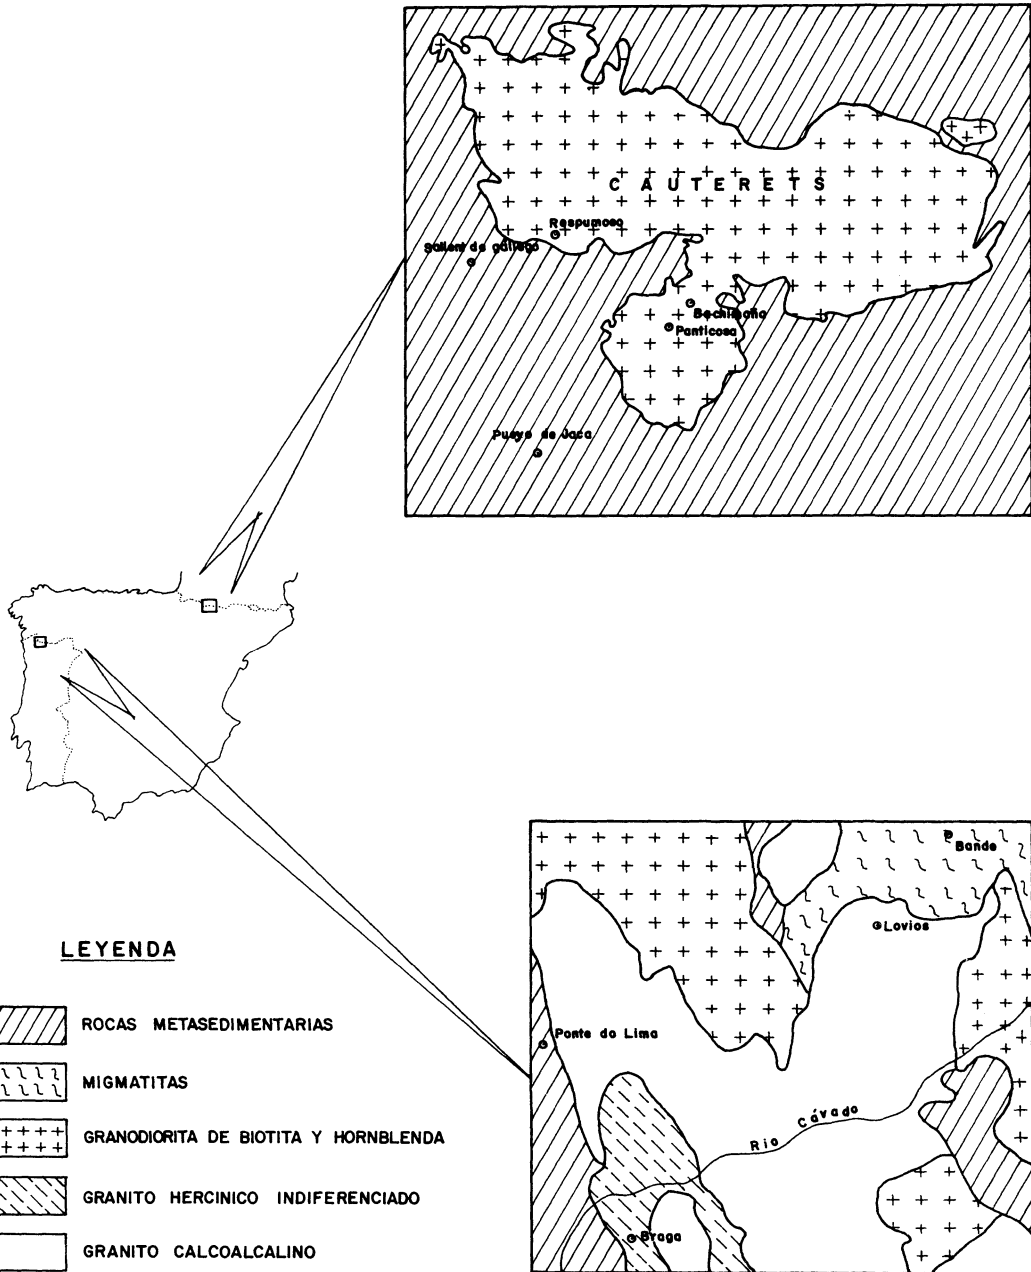 CAUTERETS
Respumoso
Sallent de gallego
Bachimaña
Panticosa
Pueyo de Jaca
Bande
Lovios
Ponte do Lima
Rio Cávado
Braga
LEYENDA
ROCAS METASEDIMENTARIAS
MIGMATITAS
GRANODIORITA DE BIOTITA Y HORNBLENDA
GRANITO HERCINICO INDIFERENCIADO
GRANITO CALCOALCALINO